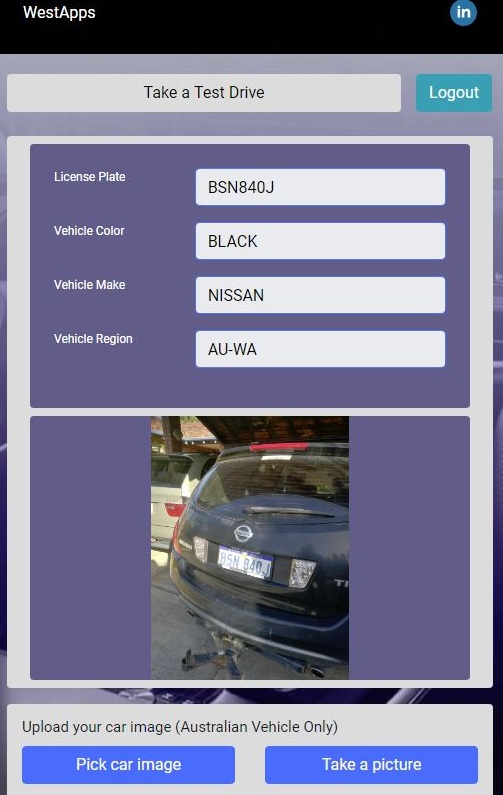 WestApps
in
Take a Test Drive
Logout
License Plate
BSN840J
Vehicle Color
BLACK
Vehicle Make
NISSAN
Vehicle Region
AU-WA
BSN 840J
TI
Upload your car image (Australian Vehicle Only)
Pick car image
Take a picture